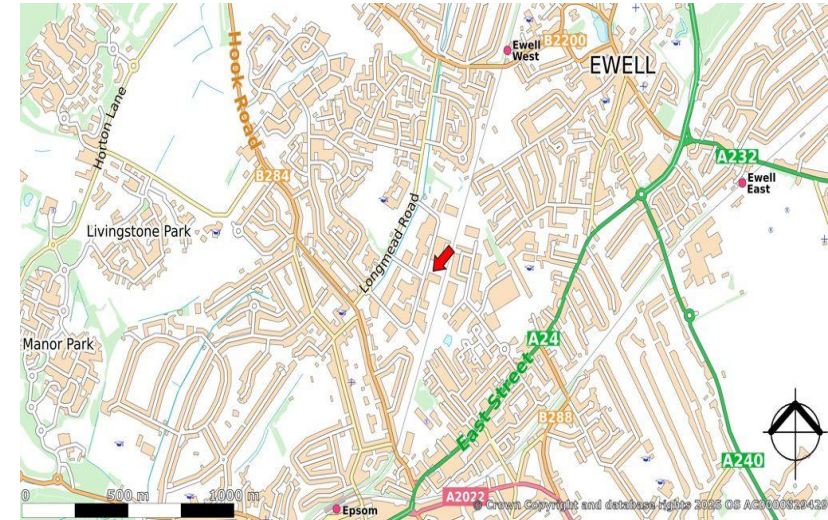 Ewell
West
B2200
EWELL
Hook Road
Horton Lane
A232
Ewell
East
B284
Longmead Road
Livingstone Park
Manor Park
A24
East Street
B288
A240
0 500 m 1000 m
A2022
Epsom
© Crown Copyright and database rights 2025 OS AC0000829429